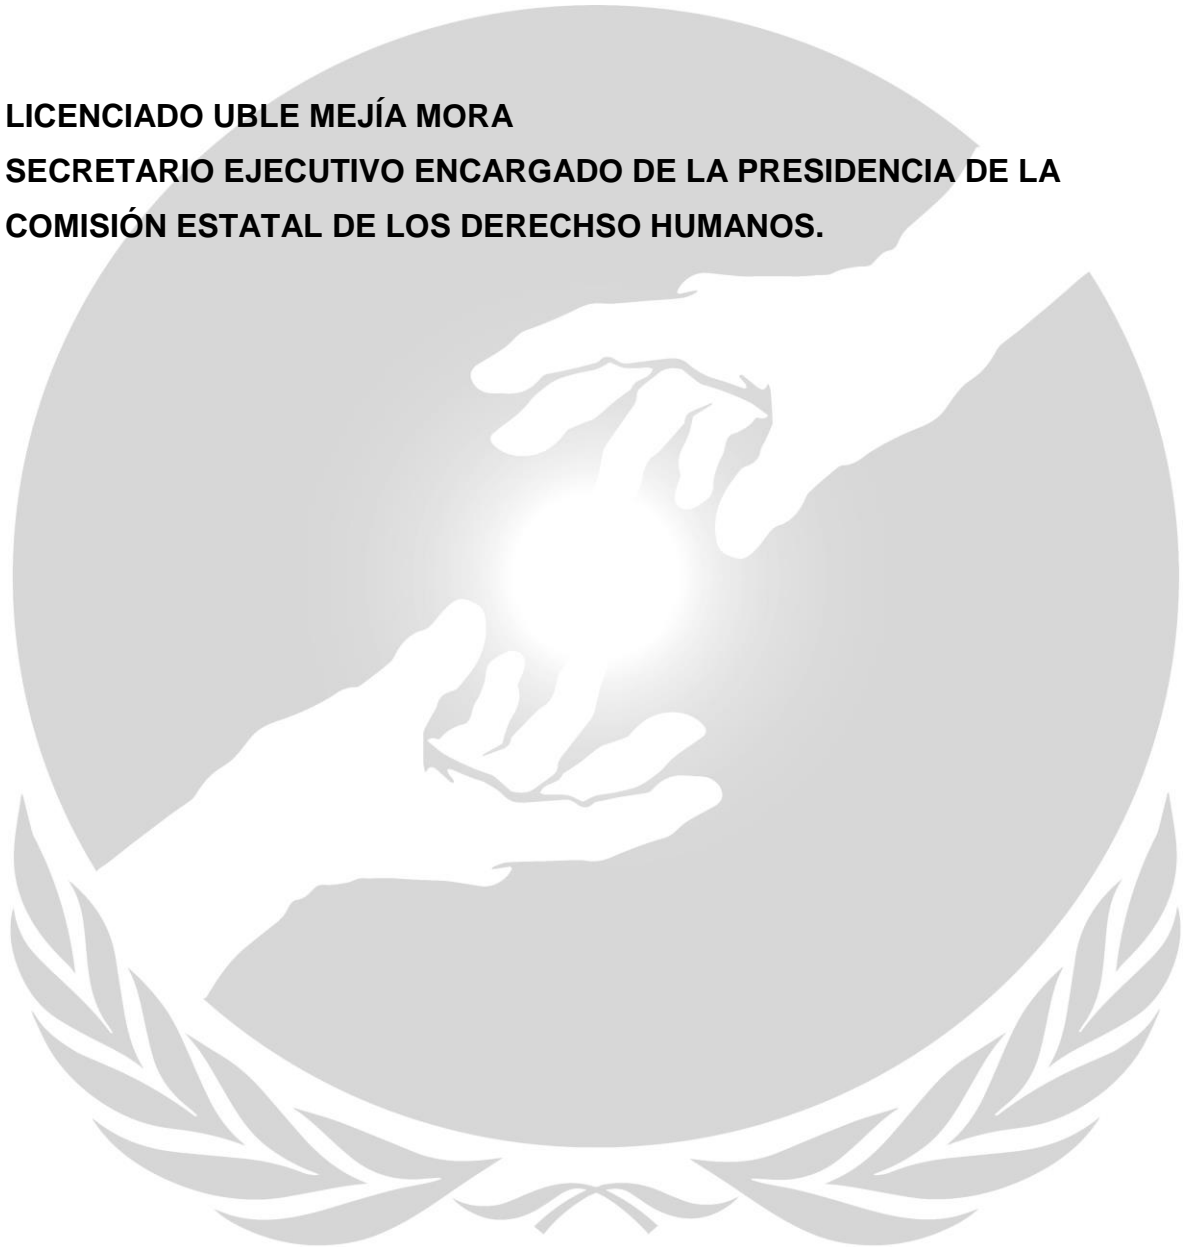 LICENCIADO UBLE MEJÍA MORA
SECRETARIO EJECUTIVO ENCARGADO DE LA PRESIDENCIA DE LA
COMISIÓN ESTATAL DE LOS DERECHSO HUMANOS.